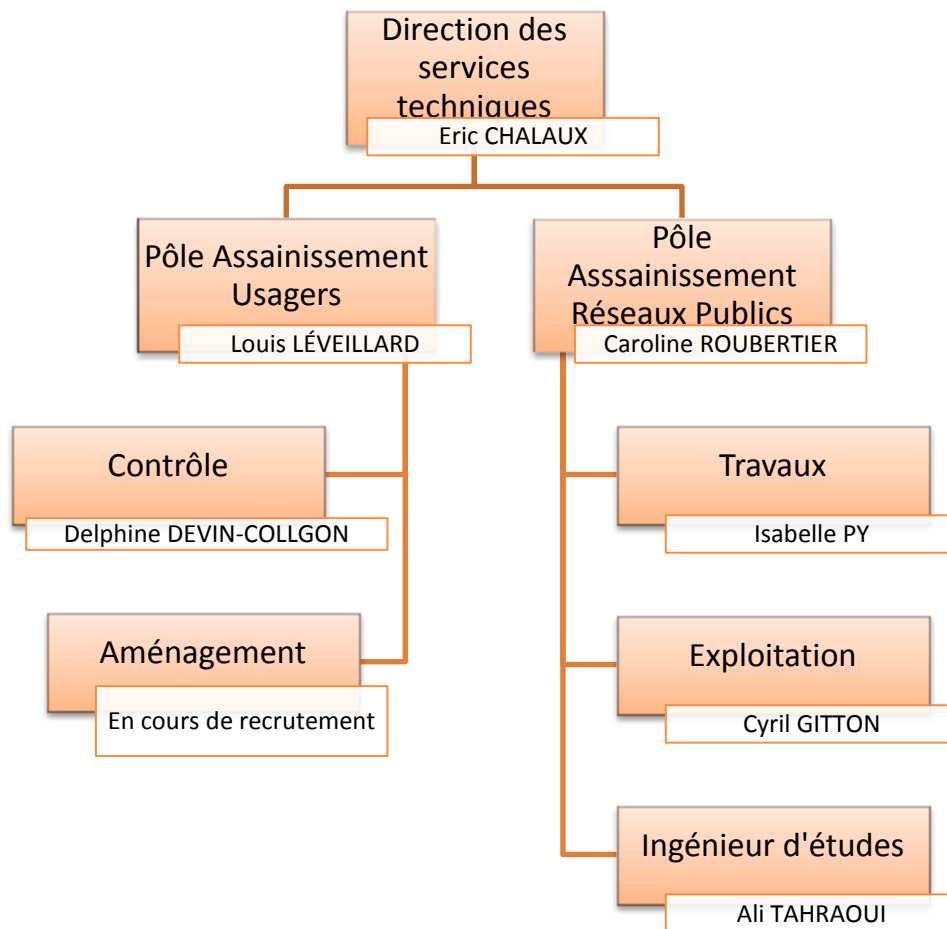 Direction des
services
techniques
Eric CHALAUX
Pôle Assainissement
Usagers
Louis LÉVEILLARD
Pôle
Asssainissement
Réseaux Publics
Caroline ROUBERTIER
Contrôle
Delphine DEVIN-COLLGON
Aménagement
En cours de recrutement
Travaux
Isabelle PY
Exploitation
Cyril GITTON
Ingénieur d'études
Ali TAHRAOUI